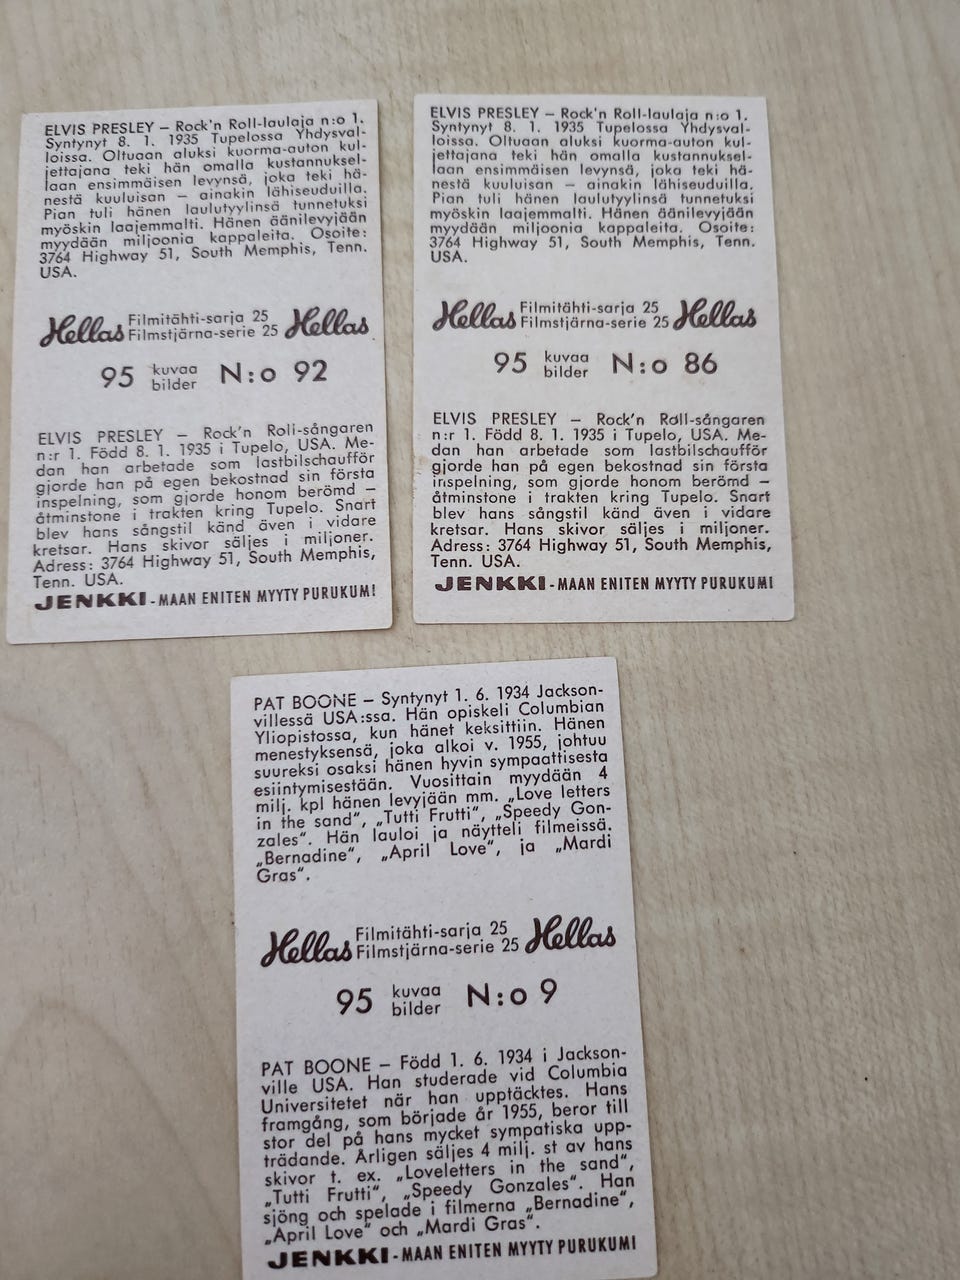 ELVIS PRESLEY – Rock'n Roll-laulaja n:o 1.
Syntynyt 8. 1. 1935 Tupelossa Yhdysval-
loissa. Oltuaan aluksi kuorma-auton kul-
jettajana teki hän omalla kustannuksel-
laan ensimmäisen levynsä, joka teki hä-
nestä kuuluisan – ainakin lähiseuduilla.
Pian tuli hänen laulutyylinsä tunnetuksi
myöskin laajemmalti. Hänen äänilevyjään
myydään miljoonia kappaleita. Osoite:
3764 Highway 51, South Memphis, Tenn.
USA.
Hellas Filmitähti-sarja 25 Hellas
Filmstjärna-serie 25
95 kuvaa N:o 92
bilder
ELVIS PRESLEY – Rock'n Roll-sångaren
n:r 1. Född 8. 1. 1935 i Tupelo, USA. Me-
dan han arbetade som lastbilschaufför
gjorde han på egen bekostnad sin första
inspelning, som gjorde honom berömd –
åtminstone i trakten kring Tupelo. Snart
blev hans sångstil känd även i vidare
kretsar. Hans skivor säljes i miljoner.
Adress: 3764 Highway 51, South Memphis,
Tenn. USA.
JENKKI - MAAN ENITEN MYYTY PURUKUMI
ELVIS PRESLEY – Rock'n Roll-laulaja n:o 1.
Syntynyt 8. 1. 1935 Tupelossa Yhdysval-
loissa. Oltuaan aluksi kuorma-auton kul-
jettajana teki hän omalla kustannuksel-
laan ensimmäisen levynsä, joka teki hä-
nestä kuuluisan – ainakin lähiseuduilla.
Pian tuli hänen laulutyylinsä tunnetuksi
myöskin laajemmalti. Hänen äänilevyjään
myydään miljoonia kappaleita. Osoite:
3764 Highway 51, South Memphis, Tenn.
USA.
Hellas Filmitähti-sarja 25 Hellas
Filmstjärna-serie 25
95 kuvaa N:o 86
bilder
ELVIS PRESLEY – Rock'n Roll-sångaren
n:r 1. Född 8. 1. 1935 i Tupelo, USA. Me-
dan han arbetade som lastbilschaufför
gjorde han på egen bekostnad sin första
inspelning, som gjorde honom berömd –
åtminstone i trakten kring Tupelo. Snart
blev hans sångstil känd även i vidare
kretsar. Hans skivor säljes i miljoner.
Adress: 3764 Highway 51, South Memphis,
Tenn. USA.
JENKKI - MAAN ENITEN MYYTY PURUKUMI
PAT BOONE – Syntynyt 1. 6. 1934 Jackson-
villessä USA:ssa. Hän opiskeli Columbian
Yliopistossa, kun hänet keksittiin. Hänen
menestyksensä, joka alkoi v. 1955, johtuu
suureksi osaksi hänen hyvin sympaattisesta
esiintymisestään. Vuosittain myydään 4
milj. kpl hänen levyjään mm. „Love letters
in the sand“, „Tutti Frutti“, „Speedy Gon-
zales“. Hän lauloi ja näytteli filmeissä.
„Bernadine“, „April Love“, ja „Mardi
Gras“.
Hellas Filmitähti-sarja 25 Hellas
Filmstjärna-serie 25
95 kuvaa N:o 9
bilder
PAT BOONE – Född 1. 6. 1934 i Jackson-
ville USA. Han studerade vid Columbia
Universitetet när han upptäcktes. Hans
framgång, som började år 1955, beror till
stor del på hans mycket sympatiska upp-
trädande. Årligen säljes 4 milj. st av hans
skivor t. ex. „Loveletters in the sand“,
„Tutti Frutti“, „Speedy Gonzales“. Han
sjöng och spelade i filmerna „Bernadine“,
„April Love“ och „Mardi Gras“.
JENKKI - MAAN ENITEN MYYTY PURUKUMI